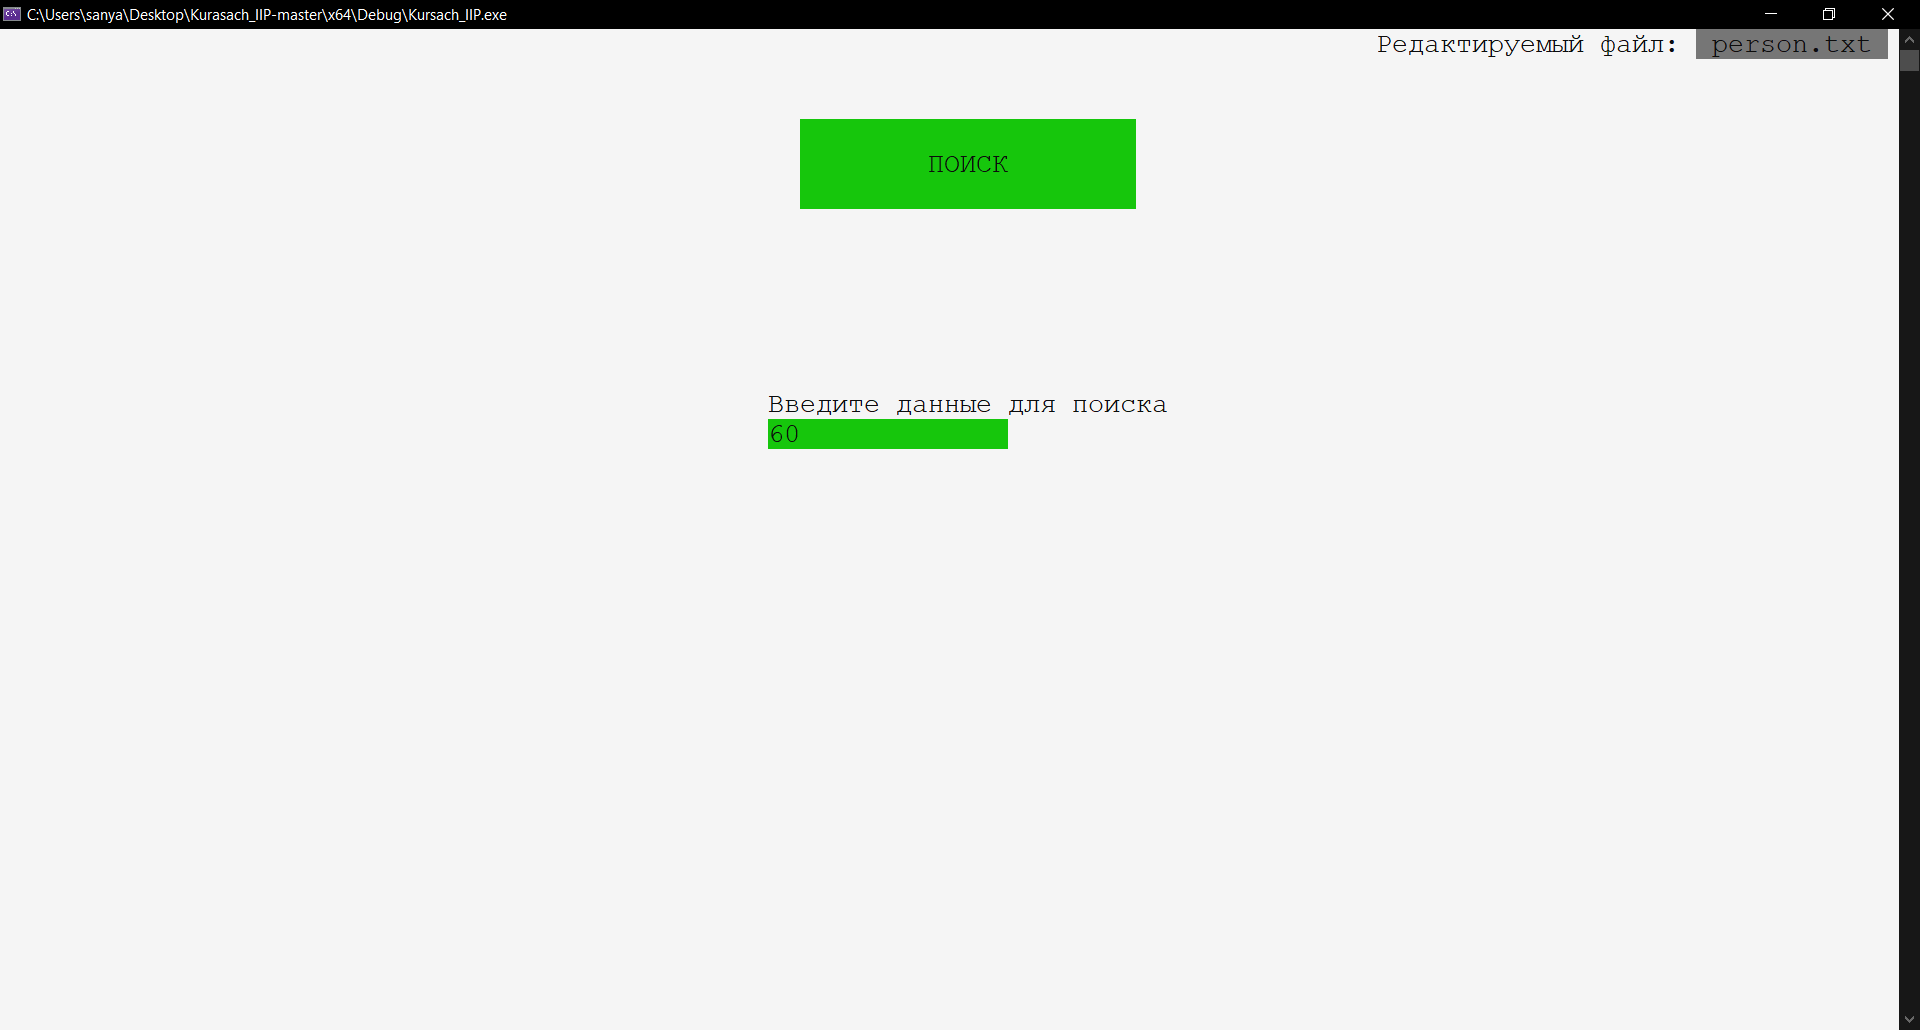 C:\Users\sanya\Desktop\Kurasach_IIP-master\x64\Debug\Kursach_IIP.exe
Редактируемый файл: person.txt
ПОИСК
Введите данные для поиска
60